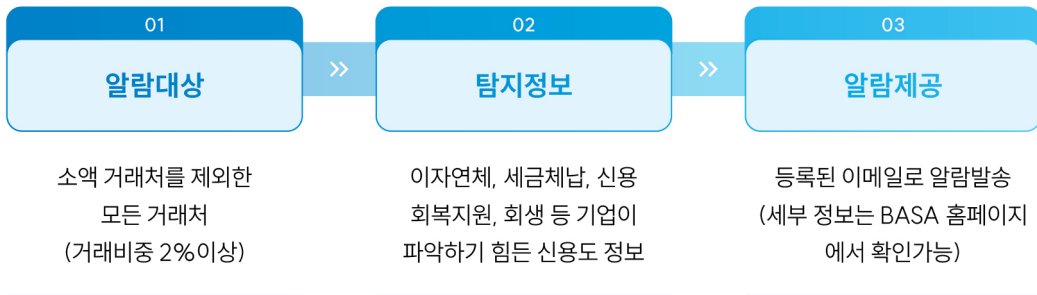 01
알람대상
소액 거래처를 제외한
모든 거래처
(거래비중 2%이상)
02
탐지정보
이자연체, 세금체납, 신용
회복지원, 회생 등 기업이
파악하기 힘든 신용도 정보
03
알람제공
등록된 이메일로 알람발송
(세부 정보는 BASA 홈페이지
에서 확인가능)